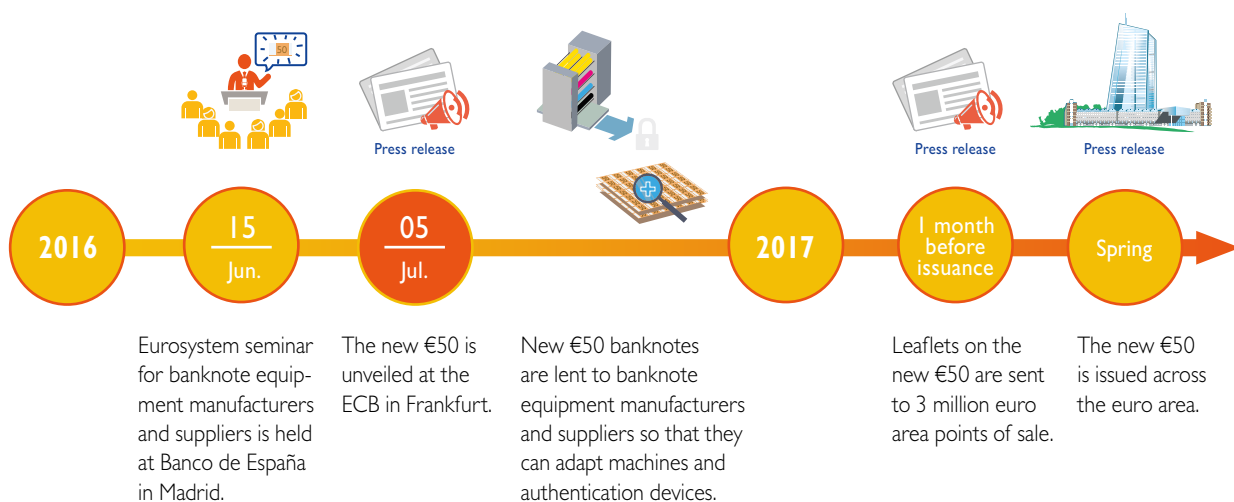 50
Press release
Press release
Press release
2016
15
Jun.
05
Jul.
2017
1 month
before
issuance
Spring
Eurosystem seminar
for banknote equip-
ment manufacturers
and suppliers is held
at Banco de España
in Madrid.
The new €50 is
unveiled at the
ECB in Frankfurt.
New €50 banknotes
are lent to banknote
equipment manufacturers
and suppliers so that they
can adapt machines and
authentication devices.
Leaflets on the
new €50 are sent
to 3 million euro
area points of sale.
The new €50
is issued across
the euro area.